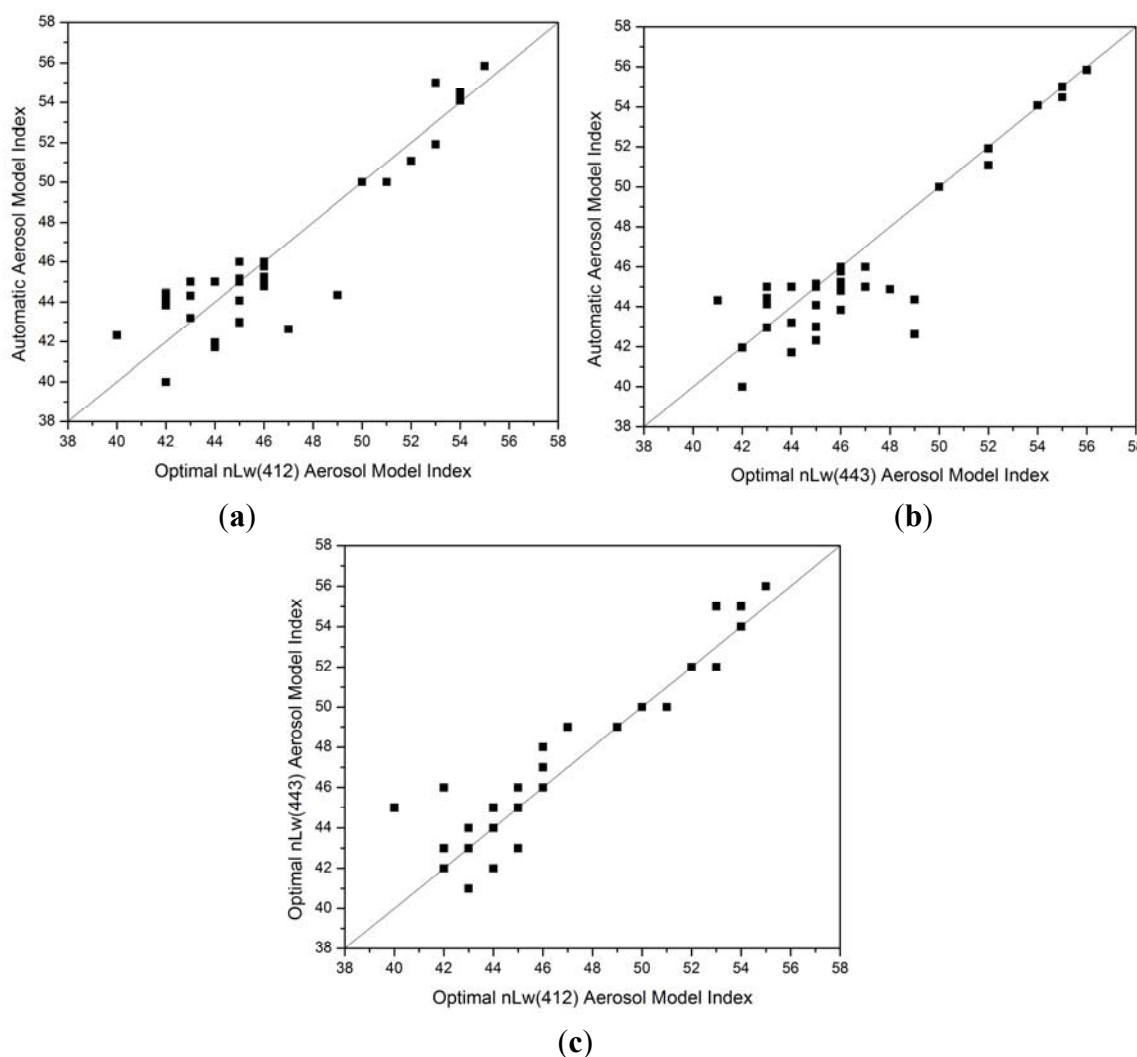 58
56
54
52
50
48
46
44
42
40
38
Automatic Aerosol Model Index
38 40 42 44 46 48 50 52 54 56 58
Optimal nLw(412) Aerosol Model Index
(a)
58
56
54
52
50
48
46
44
42
40
38
Automatic Aerosol Model Index
38 40 42 44 46 48 50 52 54 56 58
Optimal nLw(443) Aerosol Model Index
(b)
58
56
54
52
50
48
46
44
42
40
38
Optimal nLw(443) Aerosol Model Index
38 40 42 44 46 48 50 52 54 56 58
Optimal nLw(412) Aerosol Model Index
(c)